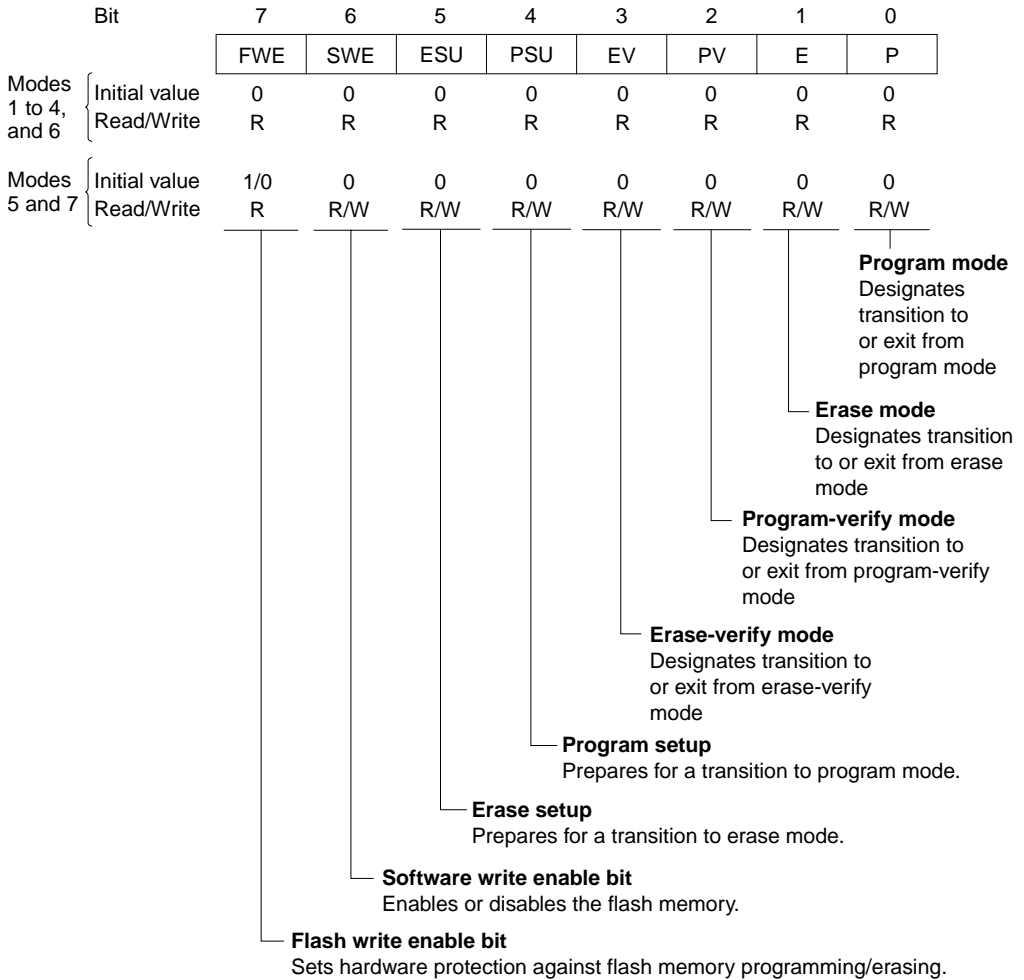 Bit 7 6 5 4 3 2 1 0
FWE SWE ESU PSU EV PV E P
Modes 1 to 4, and 6
Initial value 0 0 0 0 0 0 0 0
Read/Write R R R R R R R R
Modes 5 and 7
Initial value 1/0 0 0 0 0 0 0 0
Read/Write R R/W R/W R/W R/W R/W R/W R/W
Program mode
Designates
transition to
or exit from
program mode
Erase mode
Designates transition
to or exit from erase
mode
Program-verify mode
Designates transition to
or exit from program-verify
mode
Erase-verify mode
Designates transition to
or exit from erase-verify
mode
Program setup
Prepares for a transition to program mode.
Erase setup
Prepares for a transition to erase mode.
Software write enable bit
Enables or disables the flash memory.
Flash write enable bit
Sets hardware protection against flash memory programming/erasing.